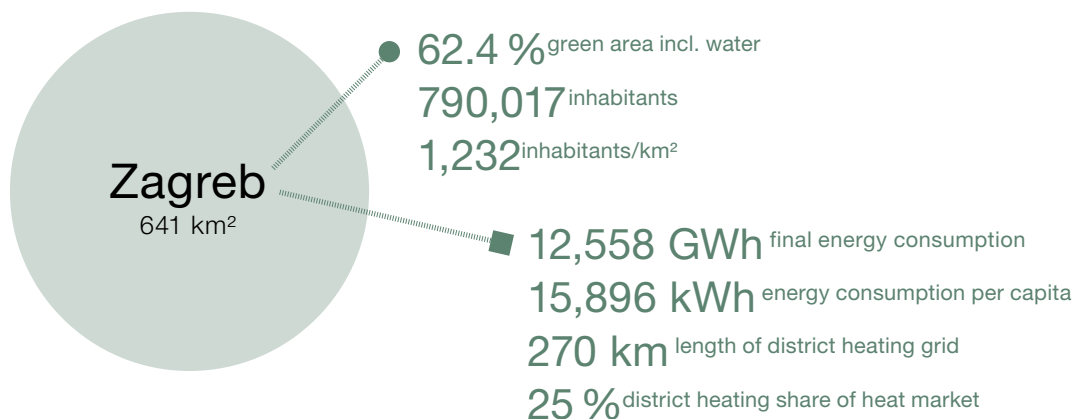 Zagreb
641 km²
62.4 % green area incl. water
790,017 inhabitants
1,232 inhabitants/km²
12,558 GWh final energy consumption
15,896 kWh energy consumption per capita
270 km length of district heating grid
25 % district heating share of heat market